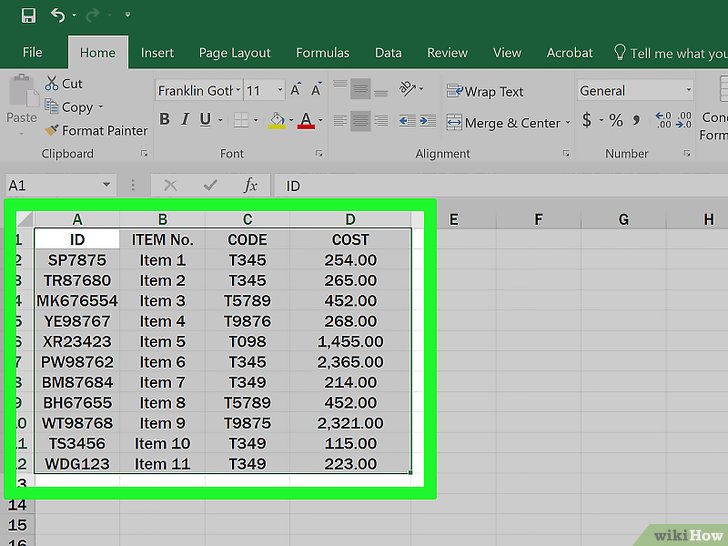 File Home Insert Page Layout Formulas Data Review View Acrobat Tell me what you
Cut
Franklin Goth 11 A A Wrap Text General
Copy
Paste B I U A Merge & Center $ % , .00 .00 Cond
Format Painter Form
Clipboard Font Alignment Number
A1 fx ID
A B C D E F G H
1 ID ITEM No. CODE COST
2 SP7875 Item 1 T345 254.00
3 TR87680 Item 2 T345 265.00
4 MK676554 Item 3 T5789 452.00
5 YE98767 Item 4 T9876 268.00
6 XR23423 Item 5 T098 1,455.00
7 PW98762 Item 6 T345 2,365.00
8 BM87684 Item 7 T349 214.00
9 BH67655 Item 8 T5789 452.00
10 WT98768 Item 9 T9875 2,321.00
11 TS3456 Item 10 T349 115.00
12 WDG123 Item 11 T349 223.00
13
14
15
16
wikiHow